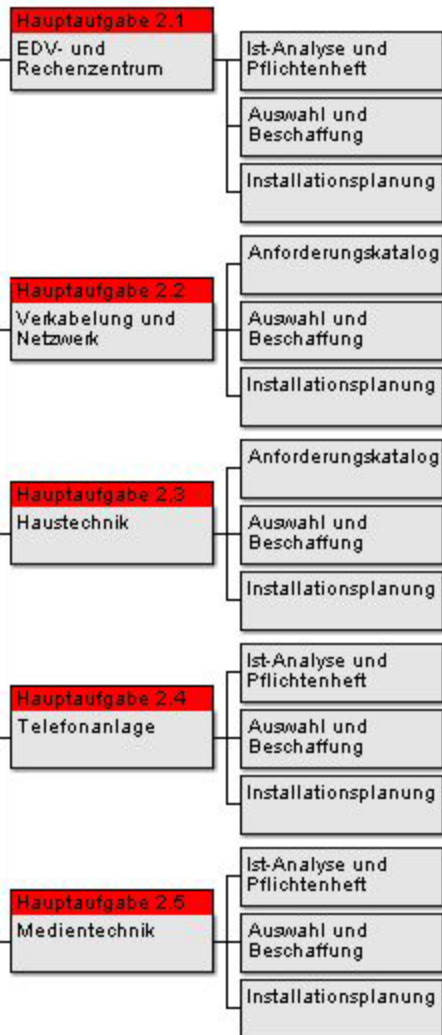 Hauptaufgabe 2.1
EDV- und
Rechenzentrum
Ist-Analyse und
Pflichtenheft
Auswahl und
Beschaffung
Installationsplanung
Hauptaufgabe 2.2
Verkabelung und
Netzwerk
Anforderungskatalog
Auswahl und
Beschaffung
Installationsplanung
Hauptaufgabe 2.3
Haustechnik
Anforderungskatalog
Auswahl und
Beschaffung
Installationsplanung
Hauptaufgabe 2.4
Telefonanlage
Ist-Analyse und
Pflichtenheft
Auswahl und
Beschaffung
Installationsplanung
Hauptaufgabe 2.5
Medientechnik
Ist-Analyse und
Pflichtenheft
Auswahl und
Beschaffung
Installationsplanung